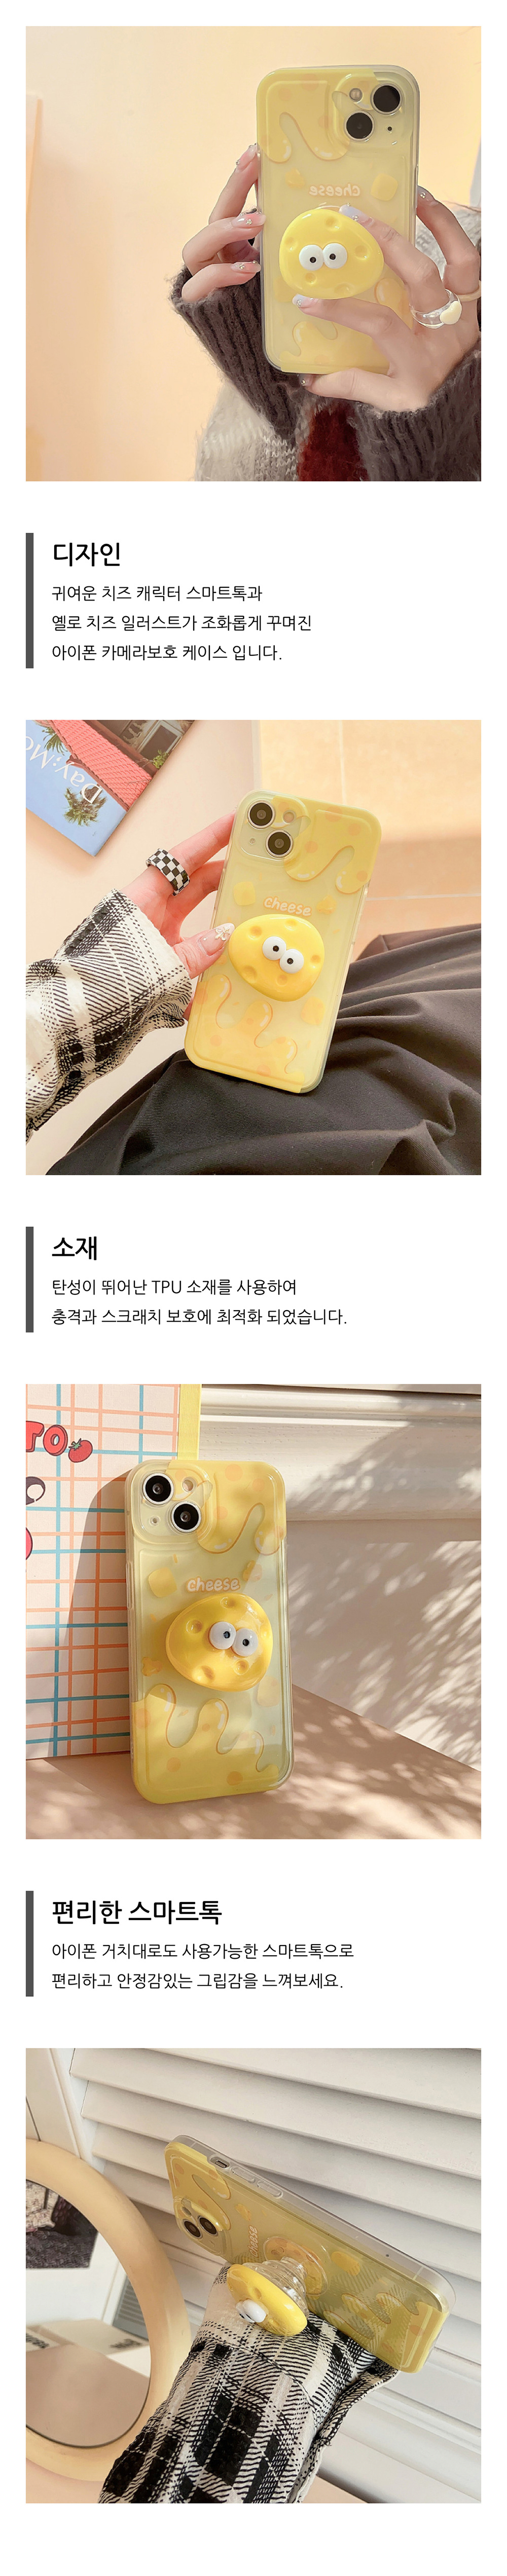 cheese
디자인
귀여운 치즈 캐릭터 스마트톡과
옐로 치즈 일러스트가 조화롭게 꾸며진
아이폰 카메라보호 케이스 입니다.
cheese
소재
탄성이 뛰어난 TPU 소재를 사용하여
충격과 스크래치 보호에 최적화 되었습니다.
TO
cheese
편리한 스마트톡
아이폰 거치대로도 사용가능한 스마트톡으로
편리하고 안정감있는 그립감을 느껴보세요.